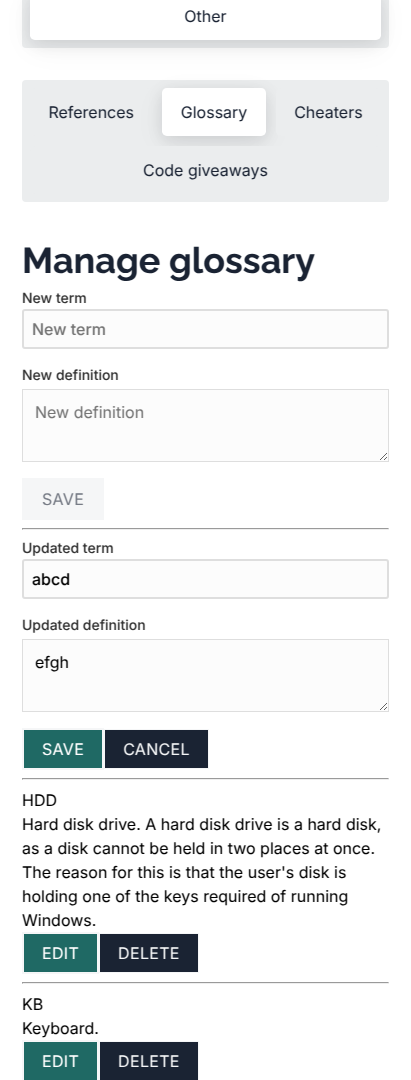 Other
References Glossary Cheaters
Code giveaways
Manage glossary
New term
New term
New definition
New definition
SAVE
Updated term
abcd
Updated definition
efgh
SAVE CANCEL
HDD
Hard disk drive. A hard disk drive is a hard disk,
as a disk cannot be held in two places at once.
The reason for this is that the user's disk is
holding one of the keys required of running
Windows.
EDIT DELETE
KB
Keyboard.
EDIT DELETE